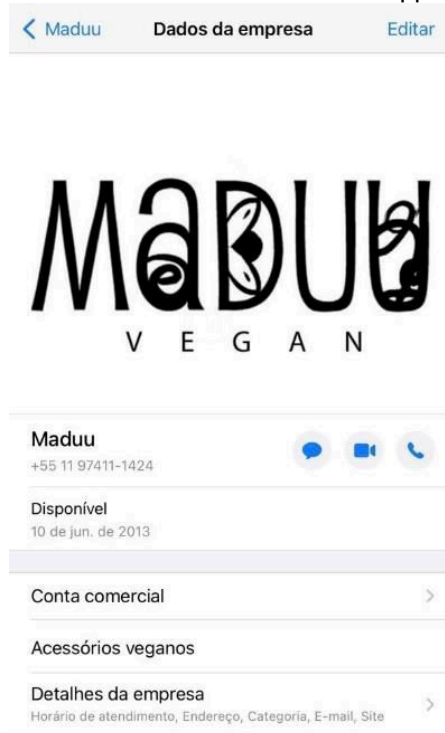 Maduu
Dados da empresa
Editar
MaDUU
VEGAN
Maduu
+55 11 97411-1424
Disponível
10 de jun. de 2013
Conta comercial
Acessórios veganos
Detalhes da empresa
Horário de atendimento, Endereço, Categoria, E-mail, Site